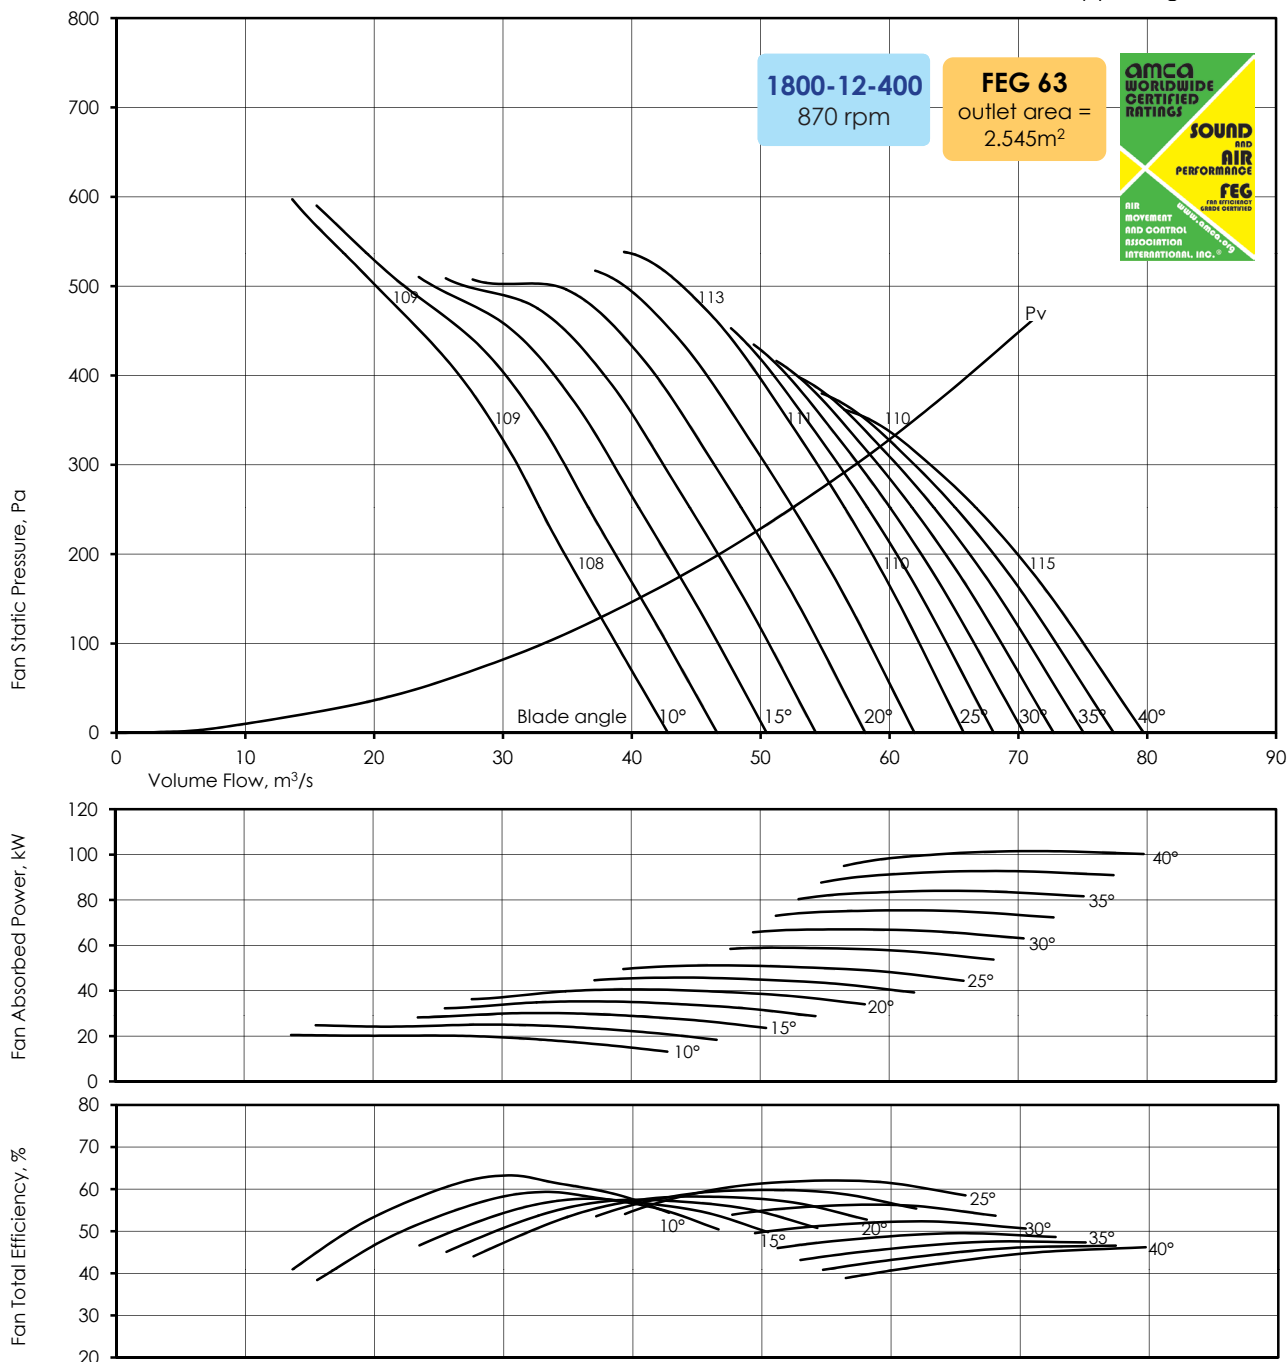 800
700
600
500
400
300
200
100
0
Fan Static Pressure, Pa
1800-12-400
870 rpm
FEG 63
outlet area =
2.545m²
amca
WORLDWIDE
CERTIFIED
RATINGS
SOUND
AND
AIR
PERFORMANCE
FEG
FAN EFFICIENCY
GRADE CERTIFIED
www.amca.org
AIR
MOVEMENT
AND CONTROL
ASSOCIATION
INTERNATIONAL, INC.®
109
113
Pv
109
111
110
108
110
115
Blade angle
10°
15°
20°
25°
30°
35°
40°
0 10 20 30 40 50 60 70 80 90
Volume Flow, m³/s
120
100
80
60
40
20
0
Fan Absorbed Power, kW
40°
35°
30°
25°
20°
15°
10°
80
70
60
50
40
30
20
Fan Total Efficiency, %
10°
15°
20°
25°
30°
35°
40°